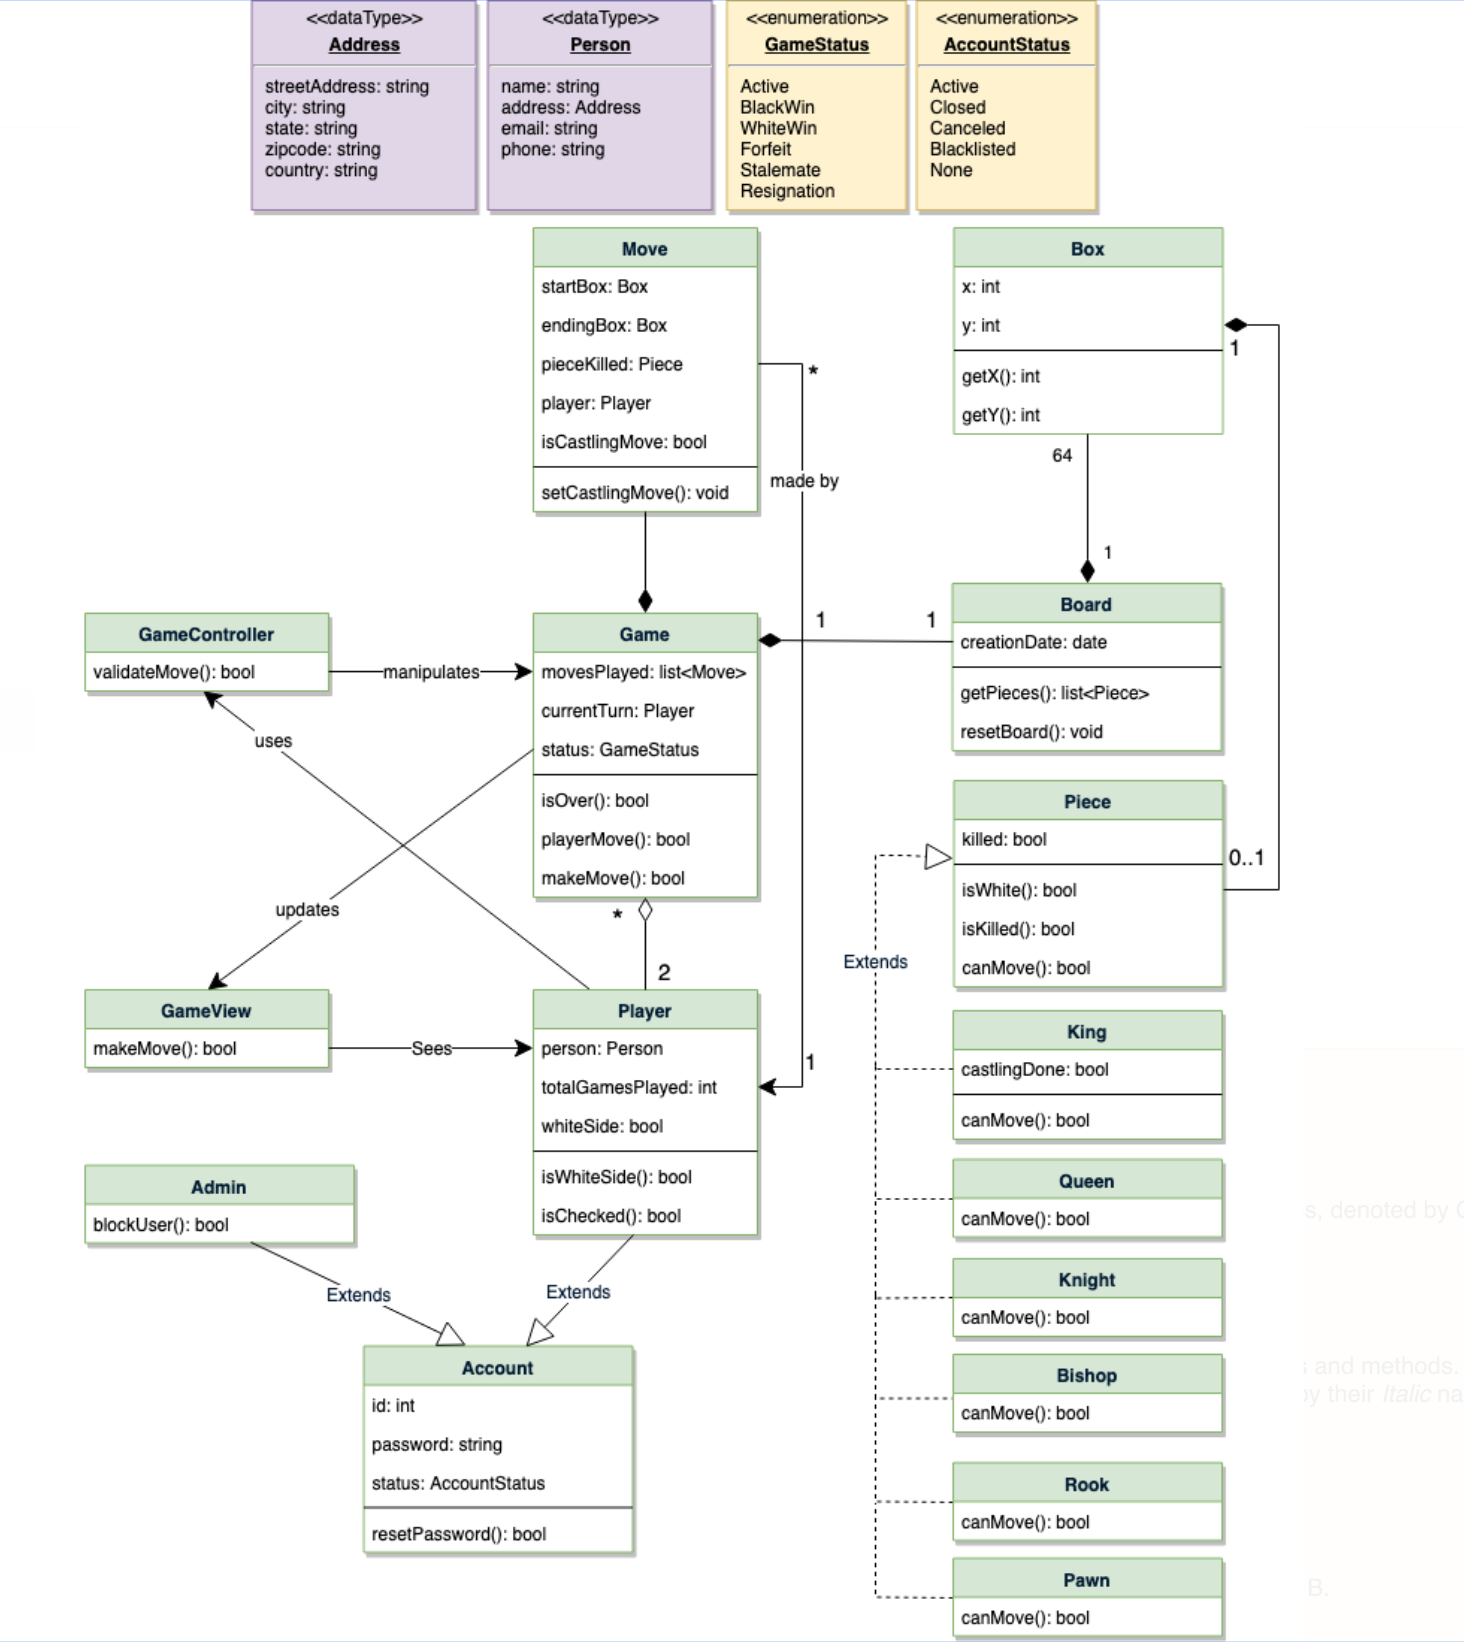 <<dataType>>
Address
streetAddress: string
city: string
state: string
zipcode: string
country: string
<<dataType>>
Person
name: string
address: Address
email: string
phone: string
<<enumeration>>
GameStatus
Active
BlackWin
WhiteWin
Forfeit
Stalemate
Resignation
<<enumeration>>
AccountStatus
Active
Closed
Canceled
Blacklisted
None
Move
startBox: Box
endingBox: Box
pieceKilled: Piece
player: Player
isCastlingMove: bool
setCastlingMove(): void
*
made by
1
Box
x: int
y: int
getX(): int
getY(): int
1
64
1
GameController
validateMove(): bool
manipulates
uses
Game
movesPlayed: list<Move>
currentTurn: Player
status: GameStatus
isOver(): bool
playerMove(): bool
makeMove(): bool
1
1
Board
creationDate: date
getPieces(): list<Piece>
resetBoard(): void
updates
*
2
Piece
killed: bool
isWhite(): bool
isKilled(): bool
canMove(): bool
0..1
Extends
GameView
makeMove(): bool
Sees
Player
person: Person
totalGamesPlayed: int
whiteSide: bool
isWhiteSide(): bool
isChecked(): bool
King
castlingDone: bool
canMove(): bool
Admin
blockUser(): bool
Extends
Extends
Queen
canMove(): bool
s, denoted by
Knight
canMove(): bool
Account
id: int
password: string
status: AccountStatus
resetPassword(): bool
Bishop
canMove(): bool
and methods.
by their Italic na
Rook
canMove(): bool
Pawn
canMove(): bool
B.